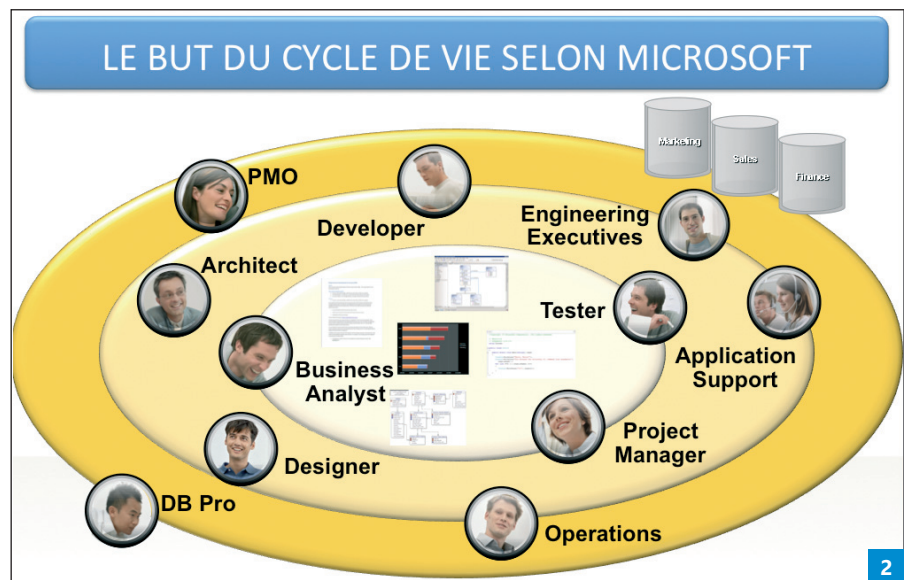 LE BUT DU CYCLE DE VIE SELON MICROSOFT
Marketing
Sales
Finance
PMO
Developer
Engineering
Executives
Architect
Tester
Business
Analyst
Application
Support
Project
Manager
Designer
DB Pro
Operations
2